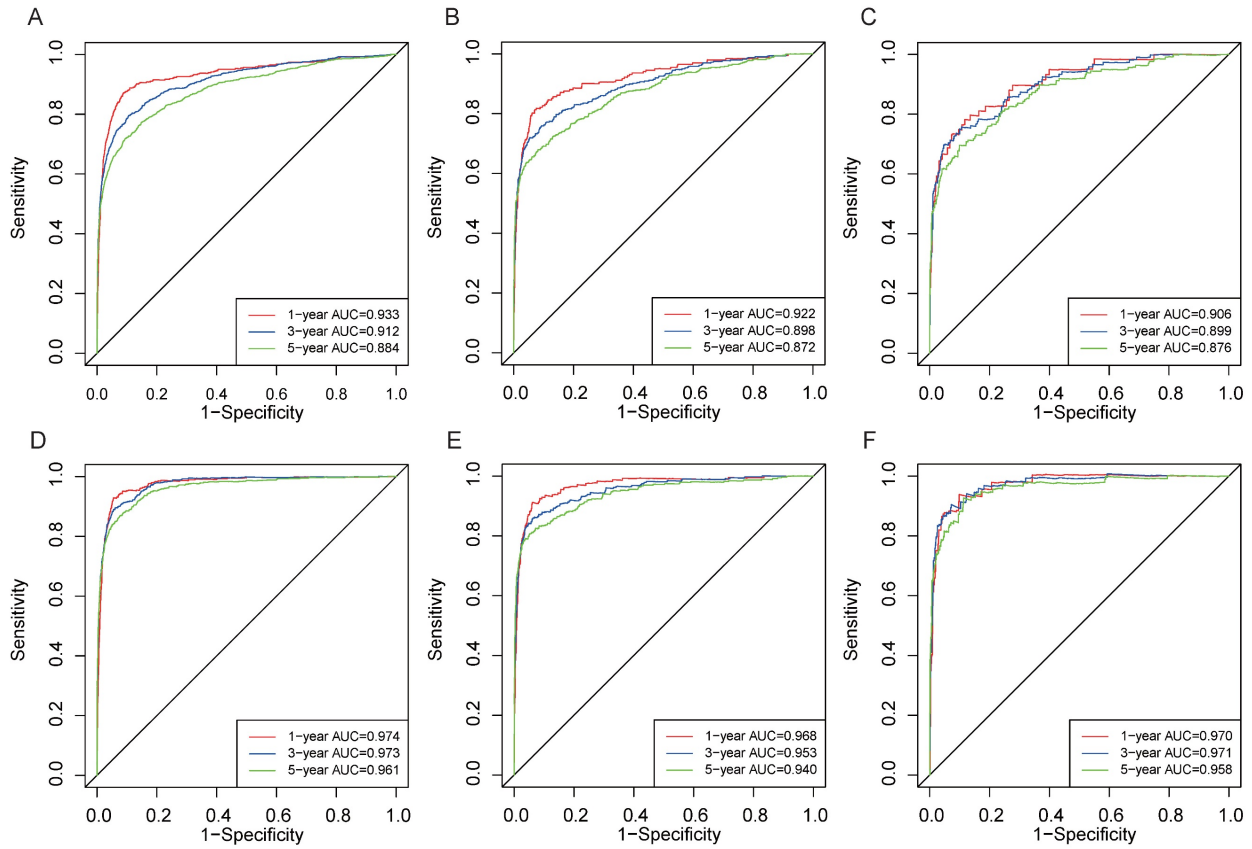 A
Sensitivity
0.0 0.2 0.4 0.6 0.8 1.0
1-year AUC=0.933
3-year AUC=0.912
5-year AUC=0.884
0.0 0.2 0.4 0.6 0.8 1.0
1-Specificity
B
Sensitivity
0.0 0.2 0.4 0.6 0.8 1.0
1-year AUC=0.922
3-year AUC=0.898
5-year AUC=0.872
0.0 0.2 0.4 0.6 0.8 1.0
1-Specificity
C
Sensitivity
0.0 0.2 0.4 0.6 0.8 1.0
1-year AUC=0.906
3-year AUC=0.899
5-year AUC=0.876
0.0 0.2 0.4 0.6 0.8 1.0
1-Specificity
D
Sensitivity
0.0 0.2 0.4 0.6 0.8 1.0
1-year AUC=0.974
3-year AUC=0.973
5-year AUC=0.961
0.0 0.2 0.4 0.6 0.8 1.0
1-Specificity
E
Sensitivity
0.0 0.2 0.4 0.6 0.8 1.0
1-year AUC=0.968
3-year AUC=0.953
5-year AUC=0.940
0.0 0.2 0.4 0.6 0.8 1.0
1-Specificity
F
Sensitivity
0.0 0.2 0.4 0.6 0.8 1.0
1-year AUC=0.970
3-year AUC=0.971
5-year AUC=0.958
0.0 0.2 0.4 0.6 0.8 1.0
1-Specificity